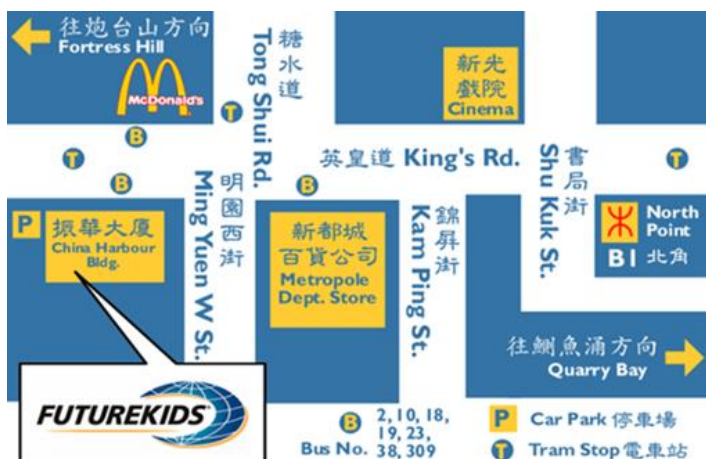 往炮台山方向
Fortress Hill
McDonald's
T
B
糖水道
Tong Shui Rd.
新光
戲院
Cinema
T
B
B
英皇道 King's Rd.
書局街
Shu Kuk St.
T
P
振華大廈
China Harbour
Bldg.
明園西街
Ming Yuen W St.
新都城
百貨公司
Metropole
Dept. Store
錦屏街
Kam Ping St.
North
Point
B1 北角
往鰂魚涌方向
Quarry Bay
FUTUREKIDS
B
Bus No.
2, 10, 18,
19, 23,
38, 309
P Car Park 停車場
T Tram Stop 電車站